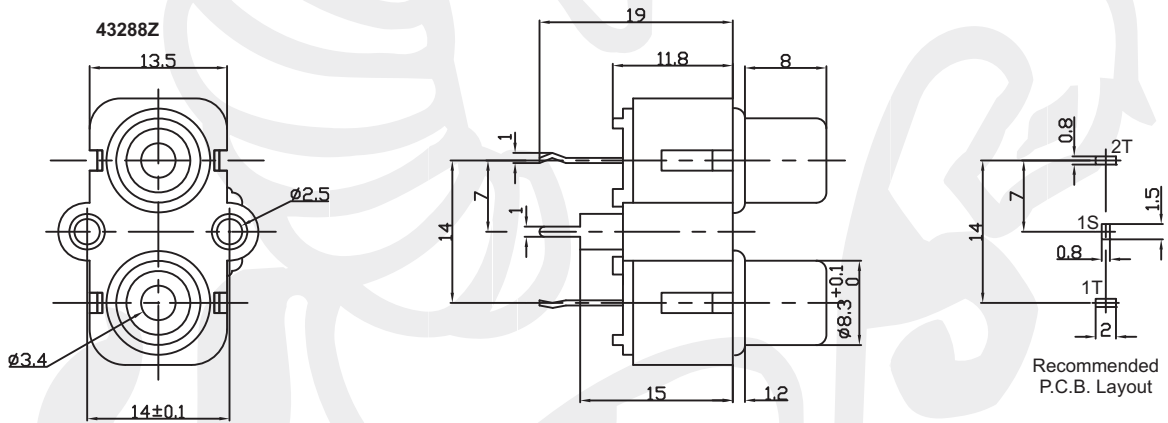 43288Z
13.5
ø2.5
ø3.4
14±0.1
19
11.8
8
1
7
1
14
ø8.3 +0.1 0
15
1.2
0.8
2T
7
14
1S
1.5
0.8
1T
2
Recommended
P.C.B. Layout